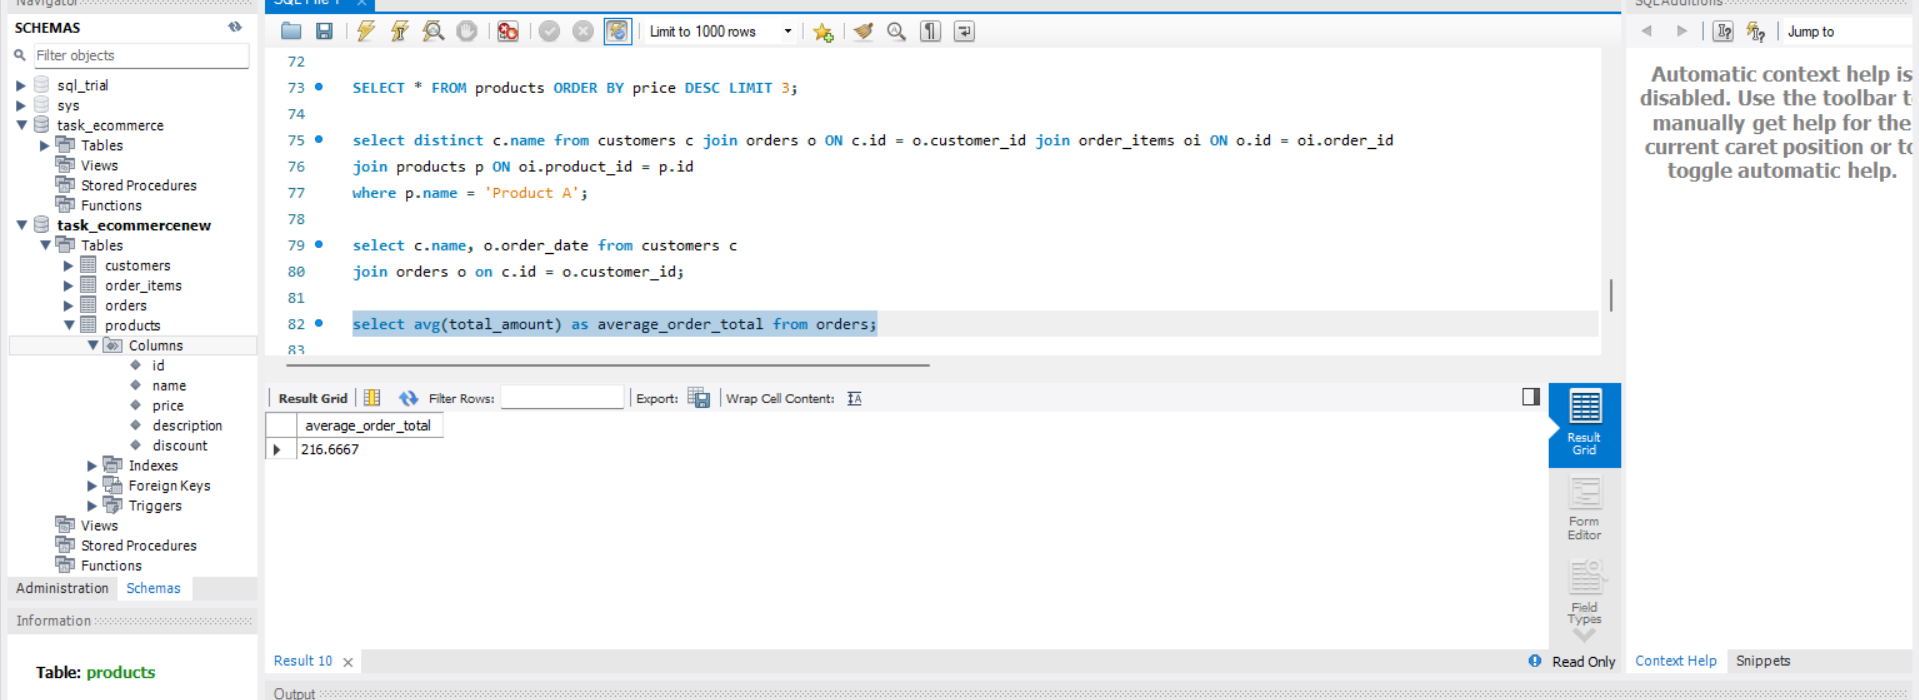 Navigator
SQL File 1
SQLAdditions
SCHEMAS
Limit to 1000 rows
Jump to
Filter objects
sql_trial
sys
task_ecommerce
Tables
Views
Stored Procedures
Functions
task_ecommercenew
Tables
customers
order_items
orders
products
Columns
id
name
price
description
discount
Indexes
Foreign Keys
Triggers
Views
Stored Procedures
Functions
Administration
Schemas
Information
Table: products
72
73 SELECT * FROM products ORDER BY price DESC LIMIT 3;
74
75 select distinct c.name from customers c join orders o ON c.id = o.customer_id join order_items oi ON o.id = oi.order_id
76 join products p ON oi.product_id = p.id
77 where p.name = 'Product A';
78
79 select c.name, o.order_date from customers c
80 join orders o on c.id = o.customer_id;
81
82 select avg(total_amount) as average_order_total from orders;
83
Result Grid
Filter Rows:
Export:
Wrap Cell Content:
average_order_total
216.6667
Result
Grid
Form
Editor
Field
Types
Result 10
Read Only
Output
Automatic context help is
disabled. Use the toolbar t
manually get help for the
current caret position or to
toggle automatic help.
Context Help
Snippets